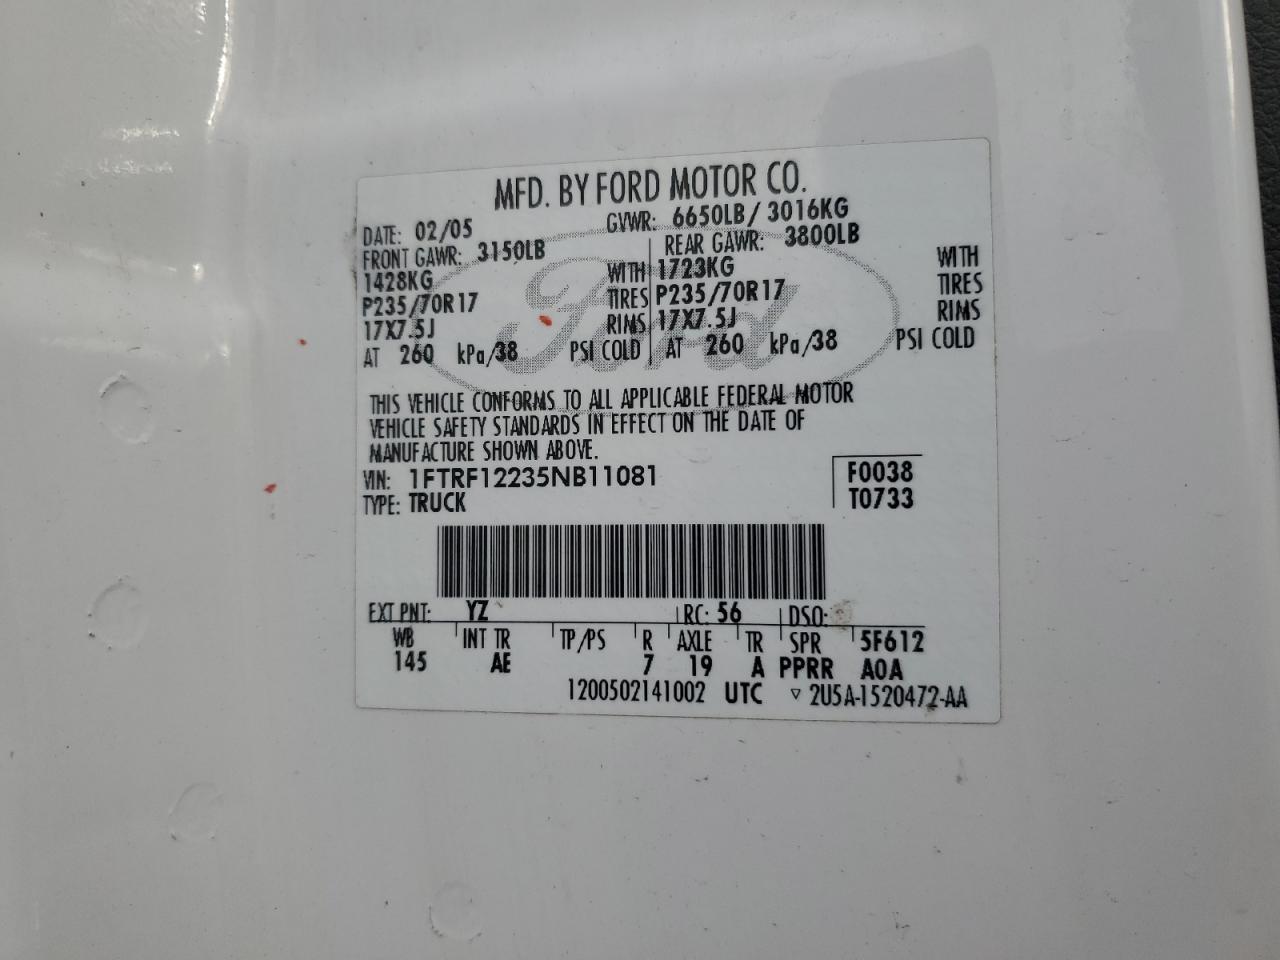 MFD. BY FORD MOTOR CO.
DATE: 02/05 GVWR: 6650LB/ 3016KG
FRONT GAWR: 3150LB REAR GAWR: 3800LB
1428KG WITH 1723KG WITH
P235/70R17 TIRES P235/70R17 TIRES
17X7.5J RIMS 17X7.5J RIMS
AT 260 kPa/38 PSI COLD AT 260 kPa/38 PSI COLD
Ford
THIS VEHICLE CONFORMS TO ALL APPLICABLE FEDERAL MOTOR
VEHICLE SAFETY STANDARDS IN EFFECT ON THE DATE OF
MANUFACTURE SHOWN ABOVE.
VIN: 1FTRF12235NB11081 F0038
TYPE: TRUCK T0733
EXT PNT: YZ RC: 56 DSO:
WB INT TR TP/PS R AXLE TR SPR 5F612
145 AE 7 19 A PPRR A0A
1200502141002 UTC ▽ 2U5A-1520472-AA